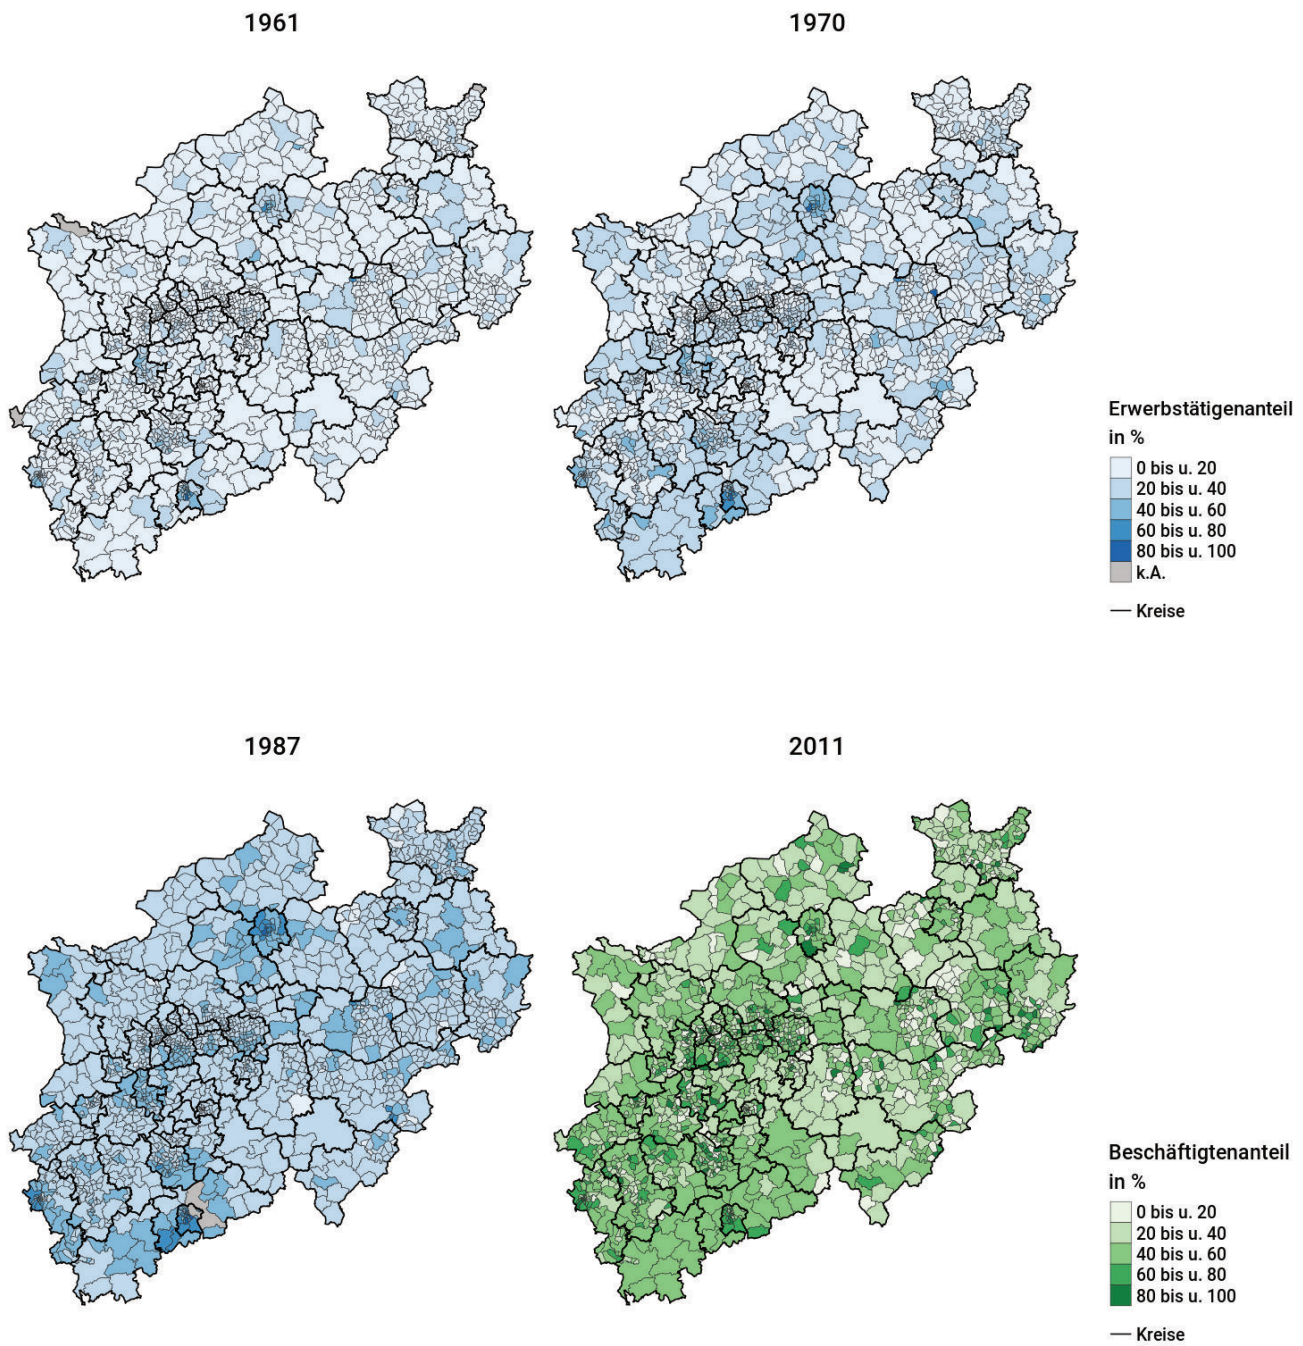 1961
1970
Erwerbstätigenanteil
in %
0 bis u. 20
20 bis u. 40
40 bis u. 60
60 bis u. 80
80 bis u. 100
k.A.
Kreise
1987
2011
Beschäftigtenanteil
in %
0 bis u. 20
20 bis u. 40
40 bis u. 60
60 bis u. 80
80 bis u. 100
Kreise